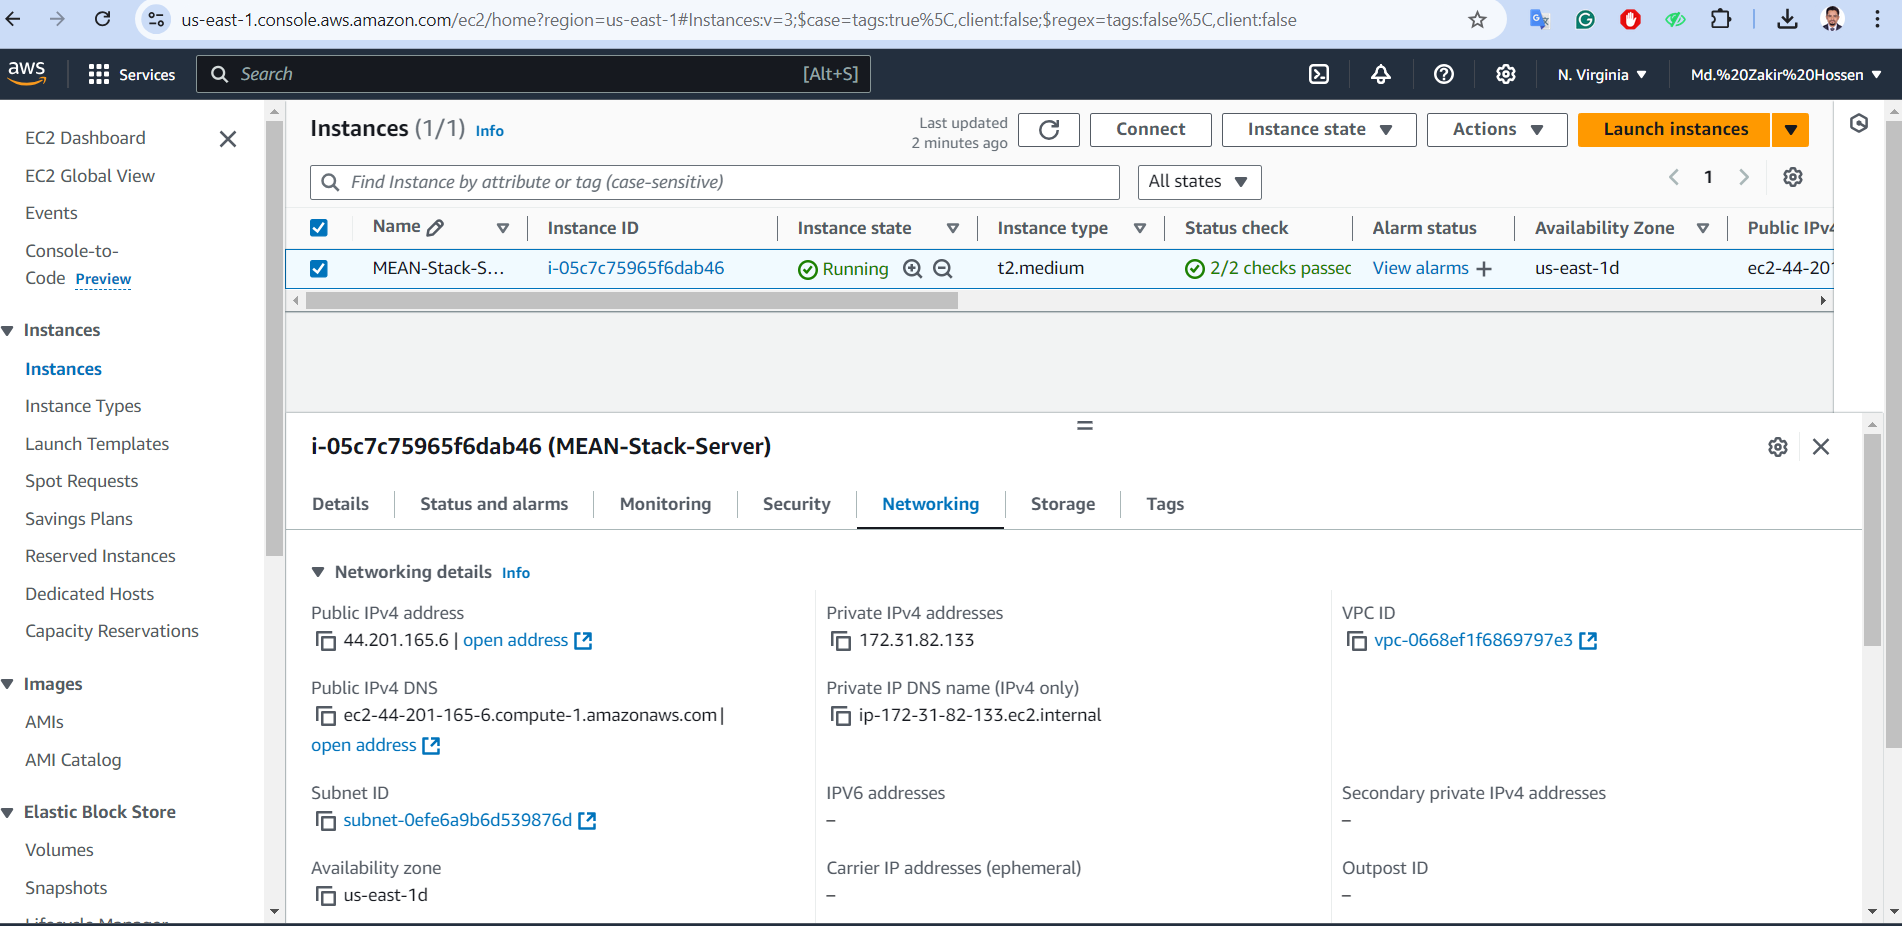 us-east-1.console.aws.amazon.com/ec2/home?region=us-east-1#Instances:v=3;$case=tags:true%5C,client:false;$regex=tags:false%5C,client:false
aws Services Search [Alt+S] N. Virginia Md.%20Zakir%20Hossen
EC2 Dashboard
EC2 Global View
Events
Console-to-
Code Preview
Instances
Instances
Instance Types
Launch Templates
Spot Requests
Savings Plans
Reserved Instances
Dedicated Hosts
Capacity Reservations
Images
AMIs
AMI Catalog
Elastic Block Store
Volumes
Snapshots
Lifecycle Manager
Instances (1/1) Info
Last updated
2 minutes ago
Connect Instance state Actions Launch instances
Find Instance by attribute or tag (case-sensitive) All states 1
Name Instance ID Instance state Instance type Status check Alarm status Availability Zone Public IPv4
MEAN-Stack-S... i-05c7c75965f6dab46 Running t2.medium 2/2 checks passed View alarms us-east-1d ec2-44-201
i-05c7c75965f6dab46 (MEAN-Stack-Server)
Details Status and alarms Monitoring Security Networking Storage Tags
Networking details Info
Public IPv4 address
44.201.165.6 | open address
Private IPv4 addresses
172.31.82.133
VPC ID
vpc-0668ef1f6869797e3
Public IPv4 DNS
ec2-44-201-165-6.compute-1.amazonaws.com |
open address
Private IP DNS name (IPv4 only)
ip-172-31-82-133.ec2.internal
Subnet ID
subnet-0efe6a9b6d539876d
IPV6 addresses
–
Secondary private IPv4 addresses
–
Availability zone
us-east-1d
Carrier IP addresses (ephemeral)
–
Outpost ID
–